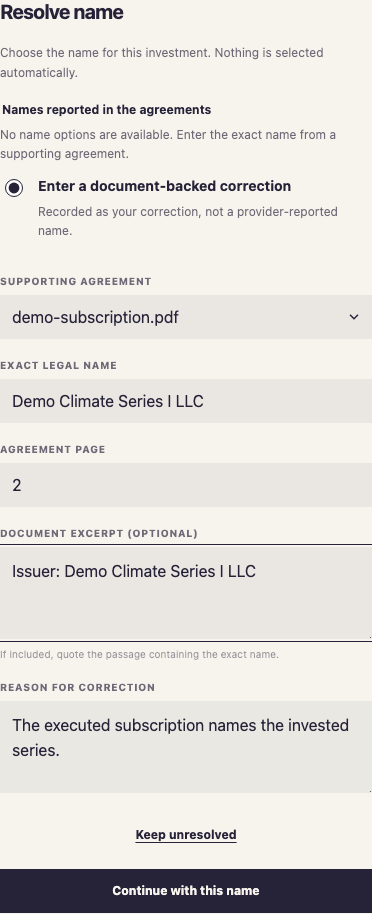 Resolve name
Choose the name for this investment. Nothing is selected
automatically.
Names reported in the agreements
No name options are available. Enter the exact name from a
supporting agreement.
Enter a document-backed correction
Recorded as your correction, not a provider-reported
name.
SUPPORTING AGREEMENT
demo-subscription.pdf
EXACT LEGAL NAME
Demo Climate Series I LLC
AGREEMENT PAGE
2
DOCUMENT EXCERPT (OPTIONAL)
Issuer: Demo Climate Series I LLC
If included, quote the passage containing the exact name.
REASON FOR CORRECTION
The executed subscription names the invested
series.
Keep unresolved
Continue with this name